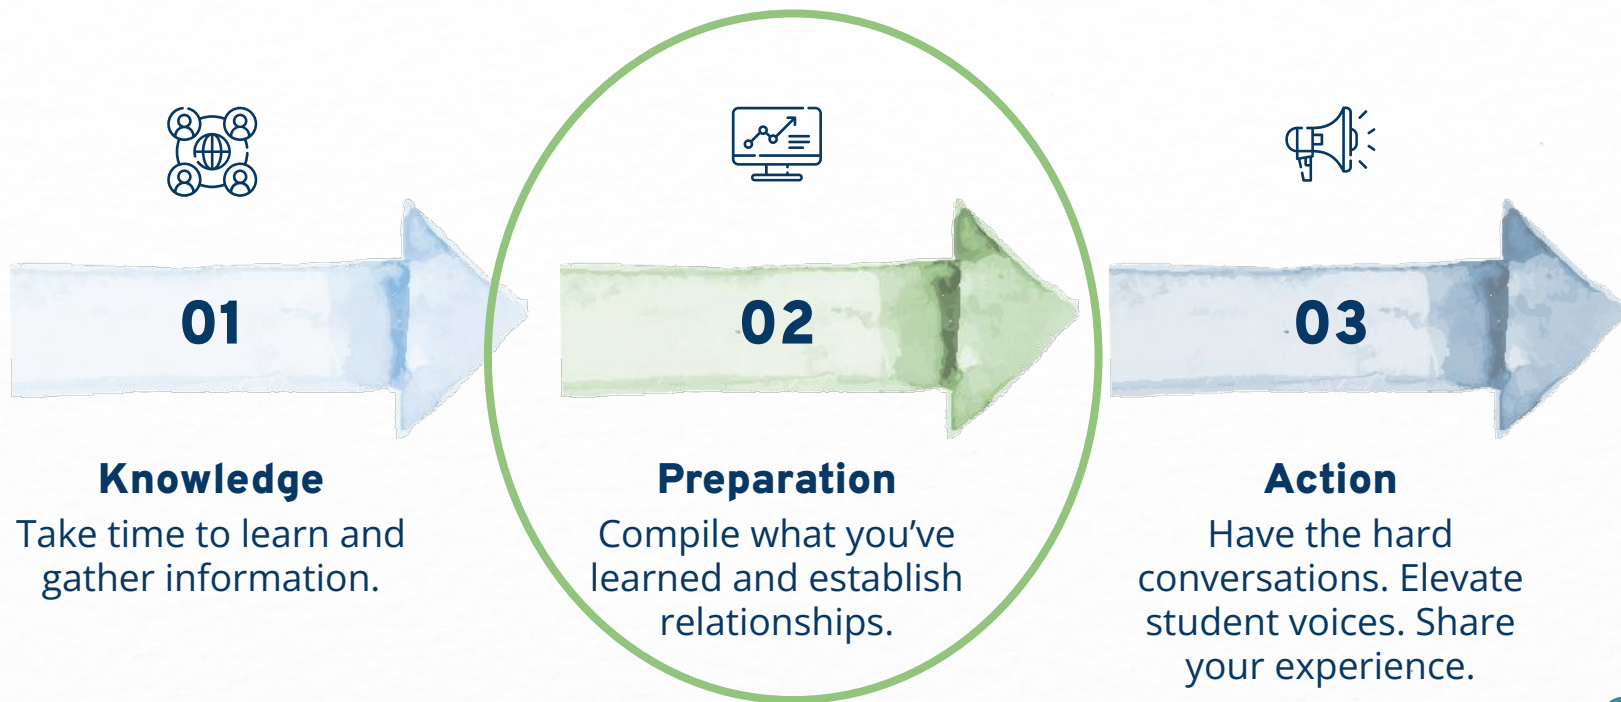 01
Knowledge
Take time to learn and
gather information.
02
Preparation
Compile what you’ve
learned and establish
relationships.
03
Action
Have the hard
conversations. Elevate
student voices. Share
your experience.